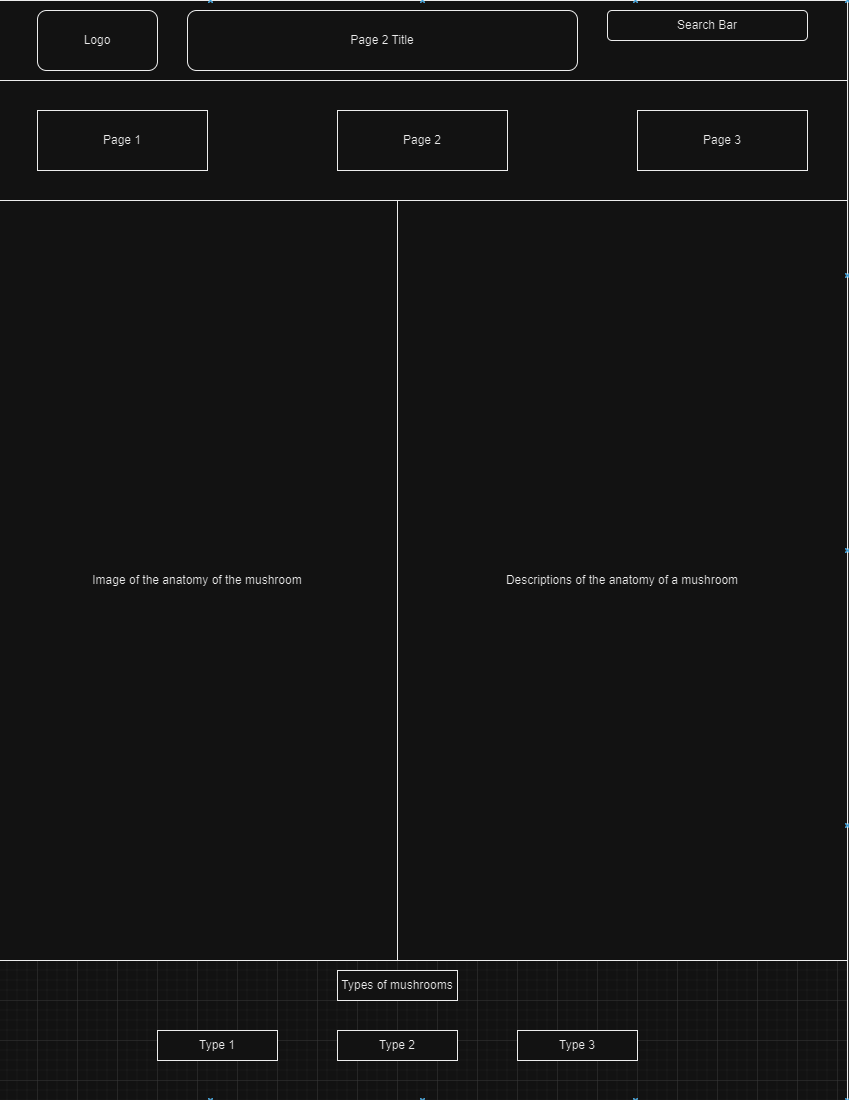 Logo
Page 2 Title
Search Bar
Page 1
Page 2
Page 3
Image of the anatomy of the mushroom
Descriptions of the anatomy of a mushroom
Types of mushrooms
Type 1
Type 2
Type 3